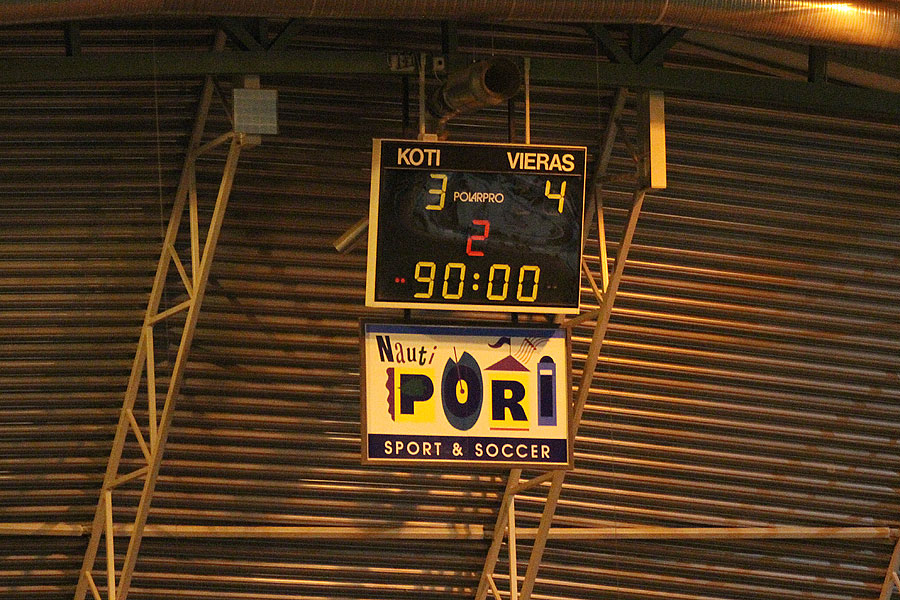 KOTI VIERAS
3 POLARPRO 4
2
90:00
Nauti
PORI
SPORT & SOCCER